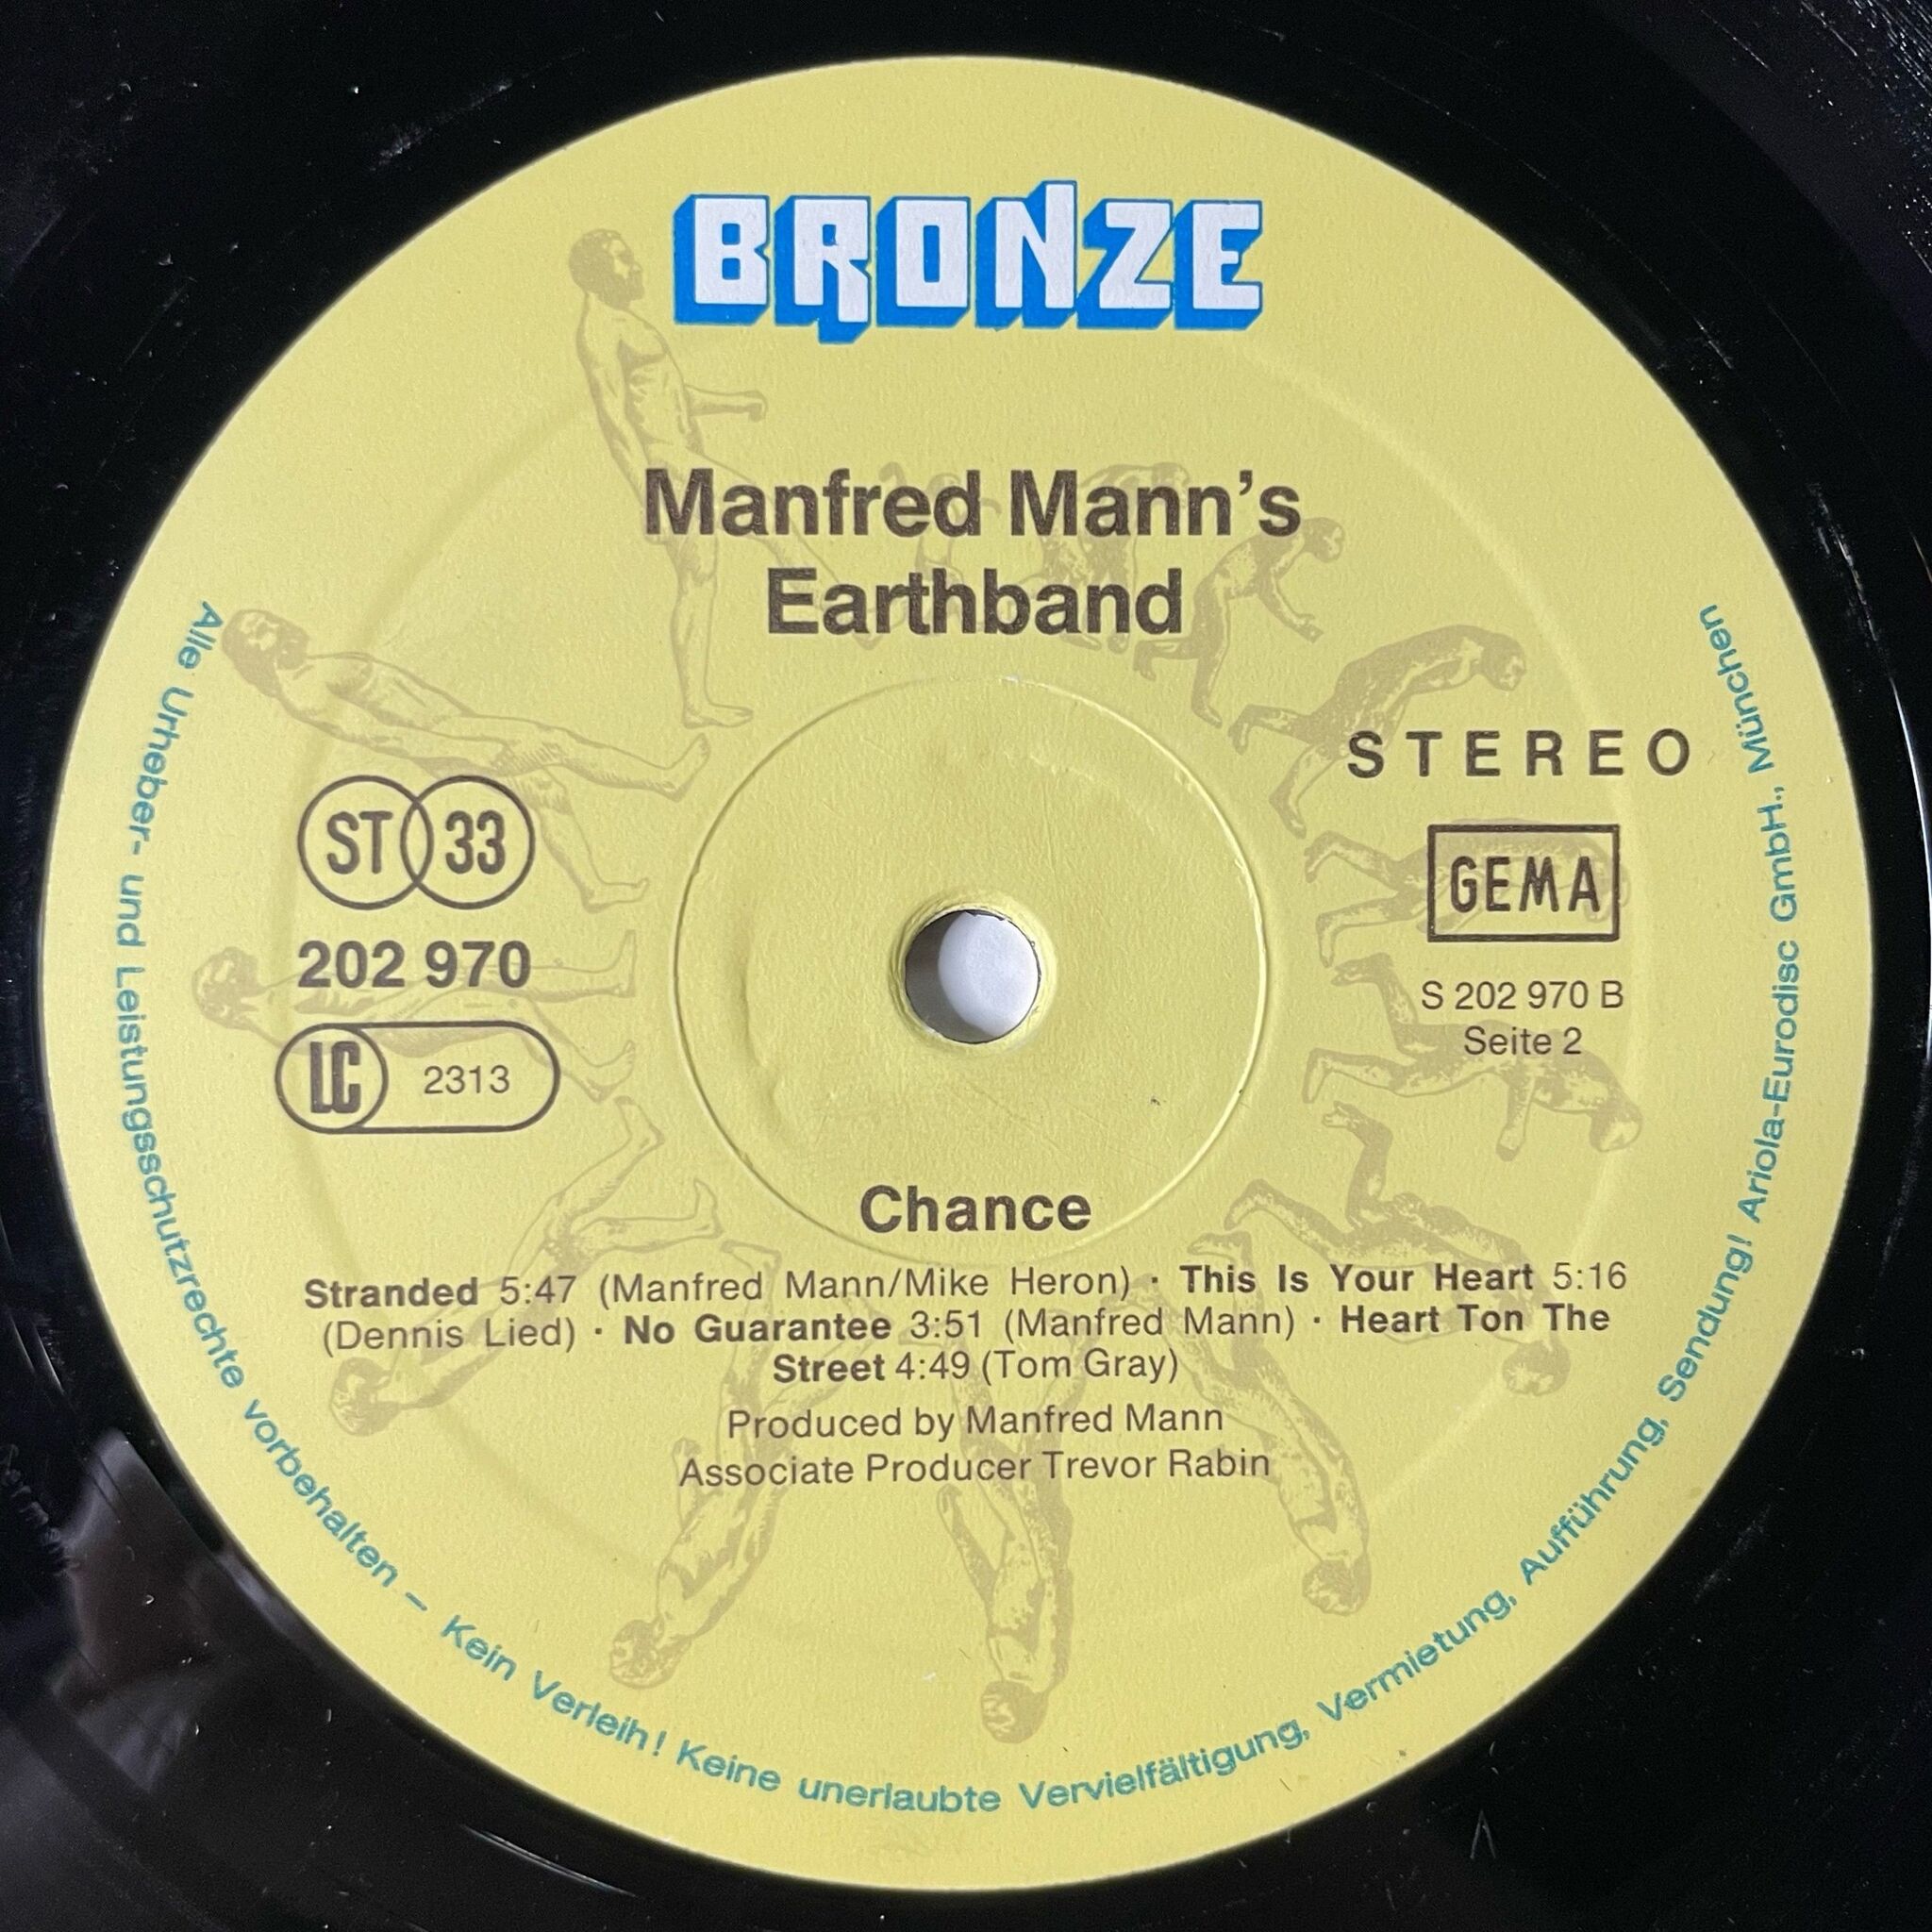 BRONZE
Manfred Mann's
Earthband
STEREO
ST 33
GEMA
202 970
S 202 970 B
Seite 2
LC 2313
Chance
Stranded 5:47 (Manfred Mann/Mike Heron) · This Is Your Heart 5:16
(Dennis Lied) · No Guarantee 3:51 (Manfred Mann) · Heart Ton The
Street 4:49 (Tom Gray)
Produced by Manfred Mann
Associate Producer Trevor Rabin
Alle Urheber- und Leistungsschutzrechte vorbehalten – Kein Verleih! Keine unerlaubte Vervielfältigung, Vermietung, Aufführung, Sendung! Ariola-Eurodisc GmbH., München